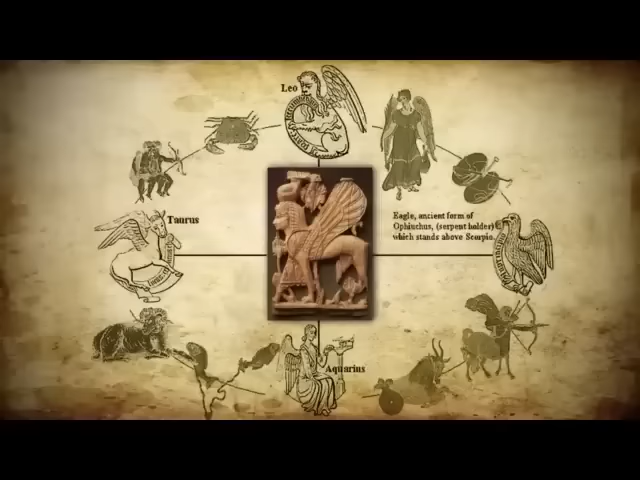 Leo
Taurus
Eagle, ancient form of
Ophiuchus, (serpent holder)
which stands above Scorpio.
Aquarius